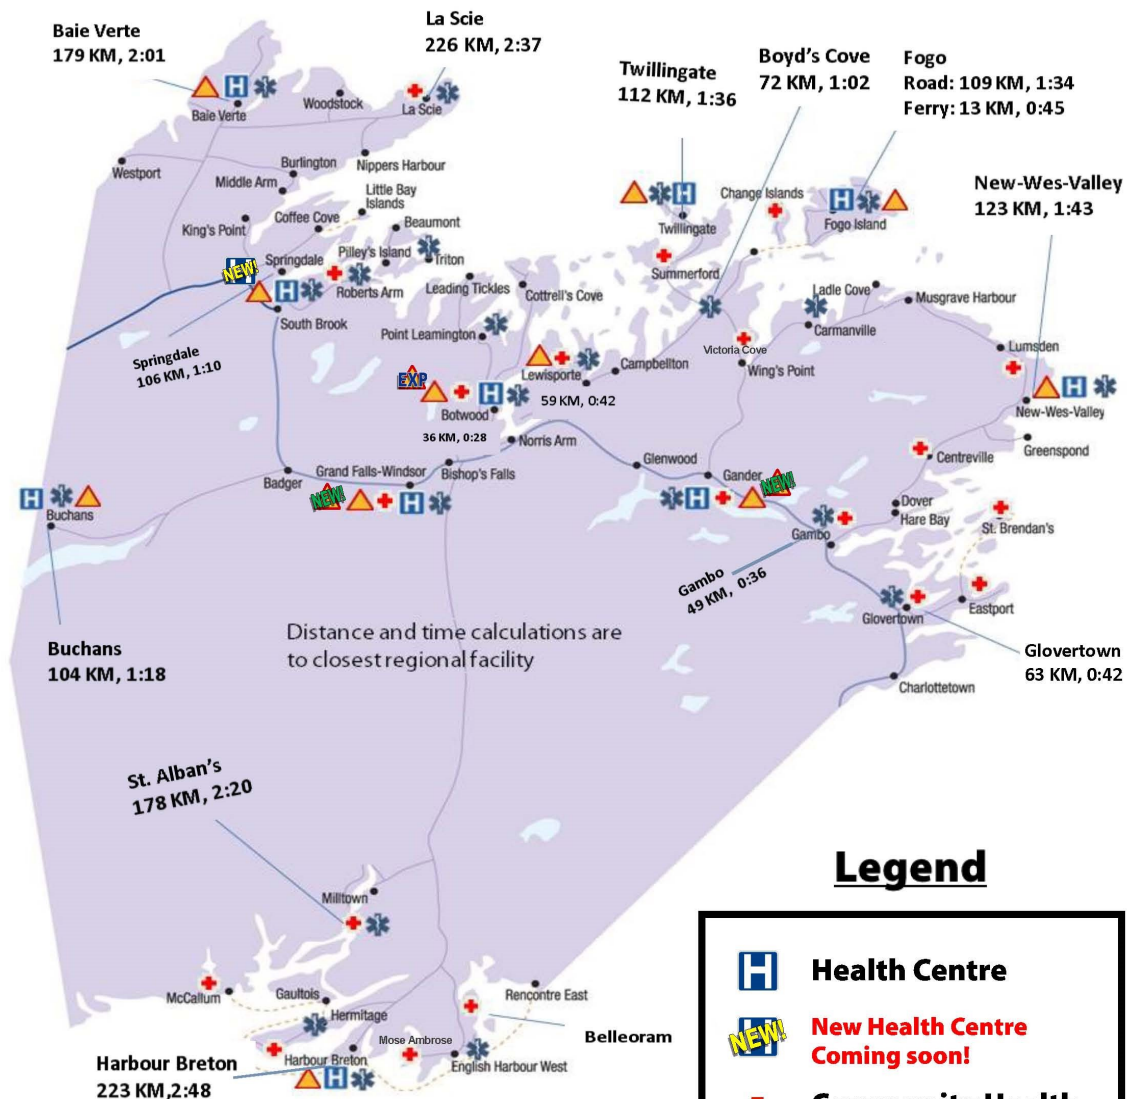 Baie Verte
179 KM, 2:01
La Scie
226 KM, 2:37
Twillingate
112 KM, 1:36
Boyd's Cove
72 KM, 1:02
Fogo
Road: 109 KM, 1:34
Ferry: 13 KM, 0:45
New-Wes-Valley
123 KM, 1:43
H
Baie Verte
Woodstock
La Scie
Westport
Burlington
Nippers Harbour
Middle Arm
Little Bay
Islands
Coffee Cove
Beaumont
King's Point
Pilley's Island
Triton
NEW!
Springdale
H
Roberts Arm
Leading Tickles
Cottrell's Cove
South Brook
Point Leamington
Springdale
106 KM, 1:10
H
Twillingate
Change Islands
H
Fogo Island
Summerford
Ladle Cove
Musgrave Harbour
Carmanville
Victoria Cove
Wing's Point
Lumsden
H
New-Wes-Valley
Greenspond
Centreville
Lewisporte
Campbellton
59 KM, 0:42
EXP
H
Botwood
36 KM, 0:28
Norris Arm
Grand Falls-Windsor
Bishop's Falls
Badger
NEW!
H
Glenwood
Gander
H
NEW!
Dover
Hare Bay
St. Brendan's
Gambo
Gambo
49 KM, 0:36
Glovertown
Eastport
Glovertown
63 KM, 0:42
Charlottetown
H
Buchans
Buchans
104 KM, 1:18
Distance and time calculations are
to closest regional facility
St. Alban's
178 KM, 2:20
Milltown
McCallum
Gaultois
Hermitage
Rencontre East
Belleoram
Mose Ambrose
Harbour Breton
English Harbour West
H
Harbour Breton
223 KM,2:48
Legend
H
Health Centre
NEW!
New Health Centre
Coming soon!
Community Health